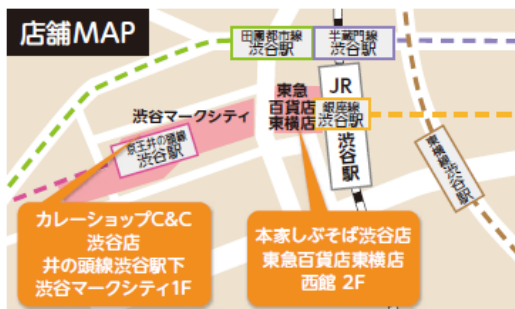 店舗MAP
田園都市線
渋谷駅
半蔵門線
渋谷駅
JR
渋谷駅
東急
百貨店
東横店
銀座線
渋谷駅
渋谷マークシティ
京王井の頭線
渋谷駅
東横線渋谷駅
カレーショップC&C
渋谷店
井の頭線渋谷駅下
渋谷マークシティ1F
本家しぶそば渋谷店
東急百貨店東横店
西館 2F